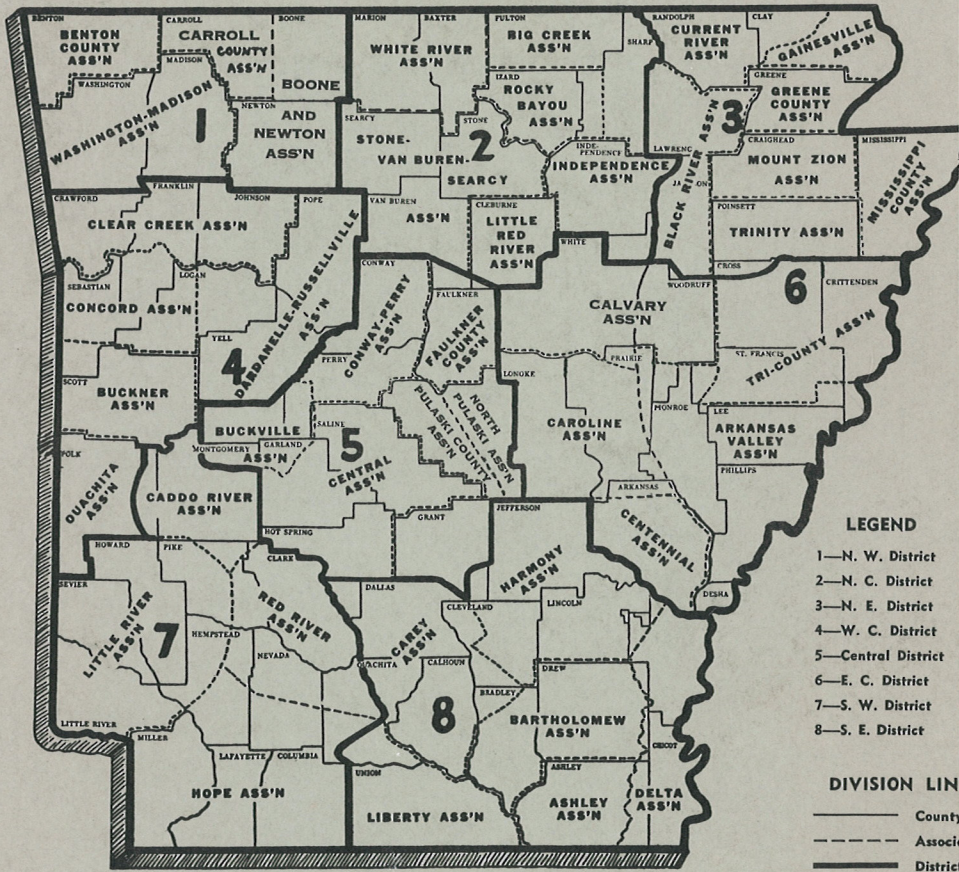 BENTON
CARROLL
BOONE
MARION
BAXTER
FULTON
SHARP
RANDOLPH
CLAY
BENTON
COUNTY
ASS'N
CARROLL
COUNTY
ASS'N
BOONE
AND
NEWTON
ASS'N
WHITE RIVER
ASS'N
BIG CREEK
ASS'N
CURRENT
RIVER
ASS'N
GAINESVILLE
ASS'N
WASHINGTON
MADISON
NEWTON
SEARCY
STONE
IZARD
GREENE
WASHINGTON-MADISON
ASS'N
1
ROCKY
BAYOU
ASS'N
GREENE
COUNTY
ASS'N
STONE-
VAN BUREN-
SEARCY
ASS'N
2
INDE-
PENDENCE
INDEPENDENCE
ASS'N
LAWRENC
BLACK RIVER ASS'N
3
CRAIGHEAD
MOUNT ZION
ASS'N
MISSISSIPPI
MISSISSIPPI
COUNTY
ASS'N
CRAWFORD
FRANKLIN
JOHNSON
POPE
VAN BUREN
CLEBURNE
WHITE
POINSETT
CLEAR CREEK ASS'N
LITTLE
RED
RIVER
ASS'N
TRINITY ASS'N
SEBASTIAN
LOGAN
CONWAY
FAULKNER
WOODRUFF
CROSS
CRITTENDEN
CONCORD ASS'N
DARDANELLE-RUSSELLVILLE
ASS'N
CONWAY-PERRY
ASS'N
FAULKNER
COUNTY
ASS'N
CALVARY
ASS'N
6
TRI-COUNTY ASS'N
YELL
PERRY
PRAIRIE
ST. FRANCIS
SCOTT
4
LONOKE
MONROE
LEE
BUCKNER
ASS'N
BUCKVILLE
ASS'N
SALINE
PULASKI COUNTY
ASS'N
NORTH
PULASKI ASS'N
CAROLINE
ASS'N
ARKANSAS
VALLEY
ASS'N
POLK
MONTGOMERY
GARLAND
5
CENTRAL
ASS'N
PHILLIPS
OUACHITA
ASS'N
CADDO RIVER
ASS'N
ARKANSAS
CENTENNIAL
ASS'N
HOT SPRING
GRANT
JEFFERSON
HOWARD
PIKE
CLARK
HARMONY
ASS'N
SEVIER
DALLAS
CLEVELAND
LINCOLN
DESHA
LITTLE RIVER
ASS'N
7
RED RIVER
ASS'N
HEMPSTEAD
NEVADA
CAREY
ASS'N
OUACHITA
CALHOUN
DREW
BRADLEY
8
BARTHOLOMEW
ASS'N
LITTLE RIVER
MILLER
LAFAYETTE
COLUMBIA
CHICOT
UNION
ASHLEY
HOPE ASS'N
LIBERTY ASS'N
ASHLEY
ASS'N
DELTA
ASS'N
LEGEND
1—N. W. District
2—N. C. District
3—N. E. District
4—W. C. District
5—Central District
6—E. C. District
7—S. W. District
8—S. E. District
DIVISION LIN
County
Associ
District